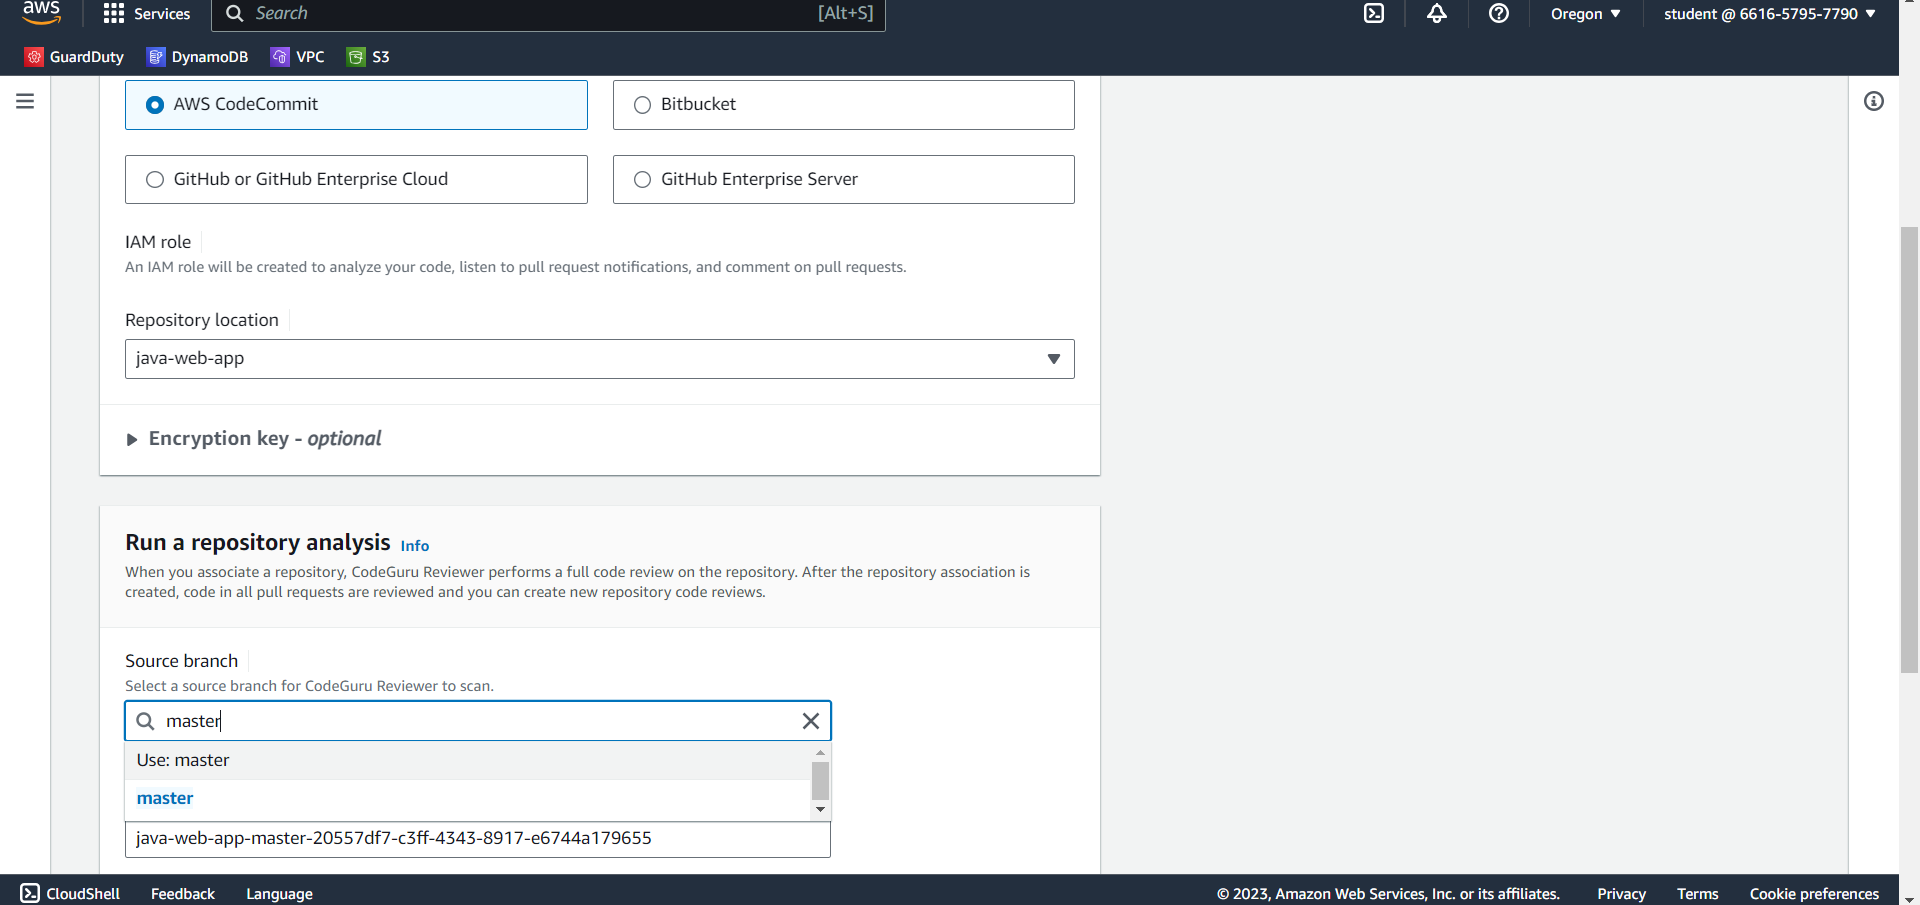 aws
Services
Search
[Alt+S]
Oregon
student @ 6616-5795-7790
GuardDuty
DynamoDB
VPC
S3
AWS CodeCommit
Bitbucket
GitHub or GitHub Enterprise Cloud
GitHub Enterprise Server
IAM role
An IAM role will be created to analyze your code, listen to pull request notifications, and comment on pull requests.
Repository location
java-web-app
Encryption key - optional
Run a repository analysis Info
When you associate a repository, CodeGuru Reviewer performs a full code review on the repository. After the repository association is
created, code in all pull requests are reviewed and you can create new repository code reviews.
Source branch
Select a source branch for CodeGuru Reviewer to scan.
master
Use: master
master
java-web-app-master-20557df7-c3ff-4343-8917-e6744a179655
CloudShell
Feedback
Language
© 2023, Amazon Web Services, Inc. or its affiliates.
Privacy
Terms
Cookie preferences